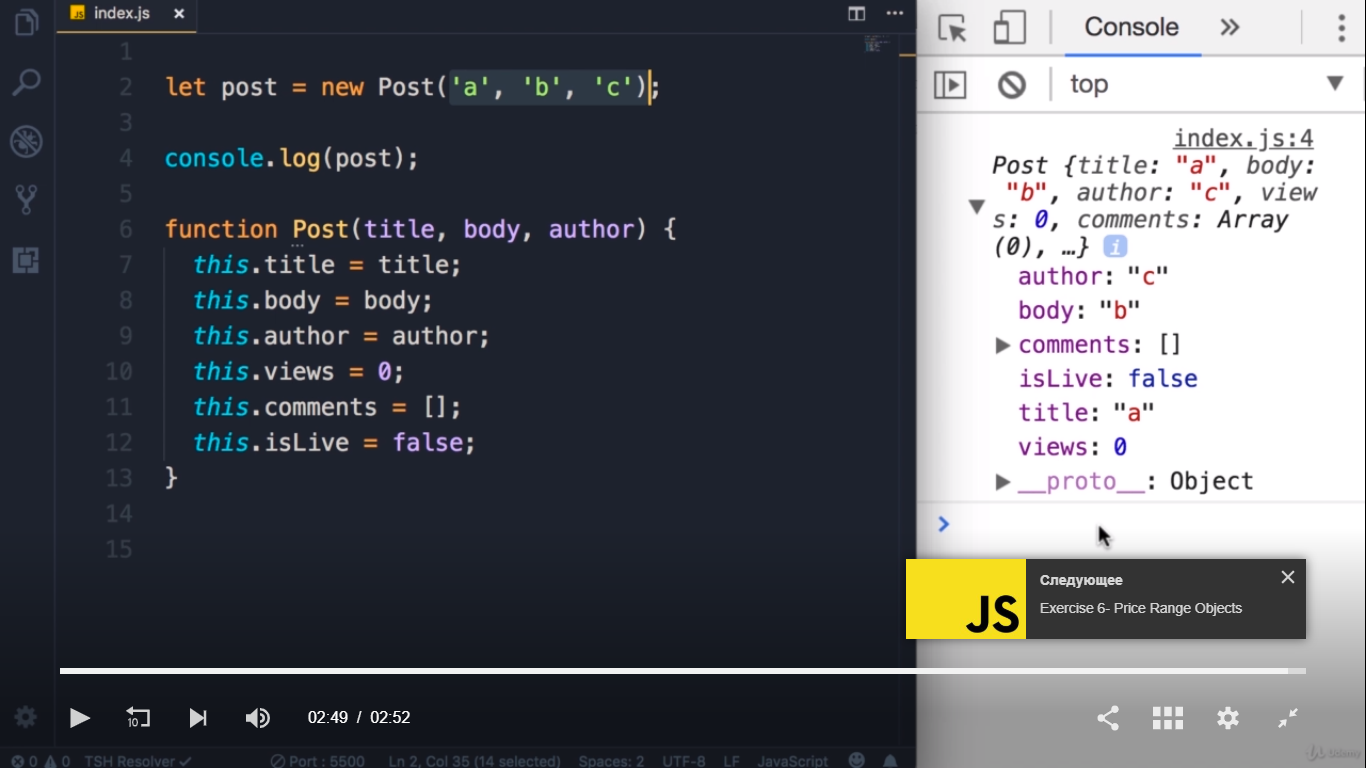 index.js
1
2 let post = new Post('a', 'b', 'c');
3
4 console.log(post);
5
6 function Post(title, body, author) {
7 this.title = title;
8 this.body = body;
9 this.author = author;
10 this.views = 0;
11 this.comments = [];
12 this.isLive = false;
13 }
14
15
Console
top
index.js:4
Post {title: "a", body:
"b", author: "c", view
s: 0, comments: Array
(0), …}
author: "c"
body: "b"
comments: []
isLive: false
title: "a"
views: 0
__proto__: Object
JS
Следующее
Exercise 6- Price Range Objects
10
02:49 / 02:52
0 0 TSH Resolver Port : 5500 Ln 2, Col 35 (14 selected) Spaces: 2 UTF-8 LF JavaScript
Udemy